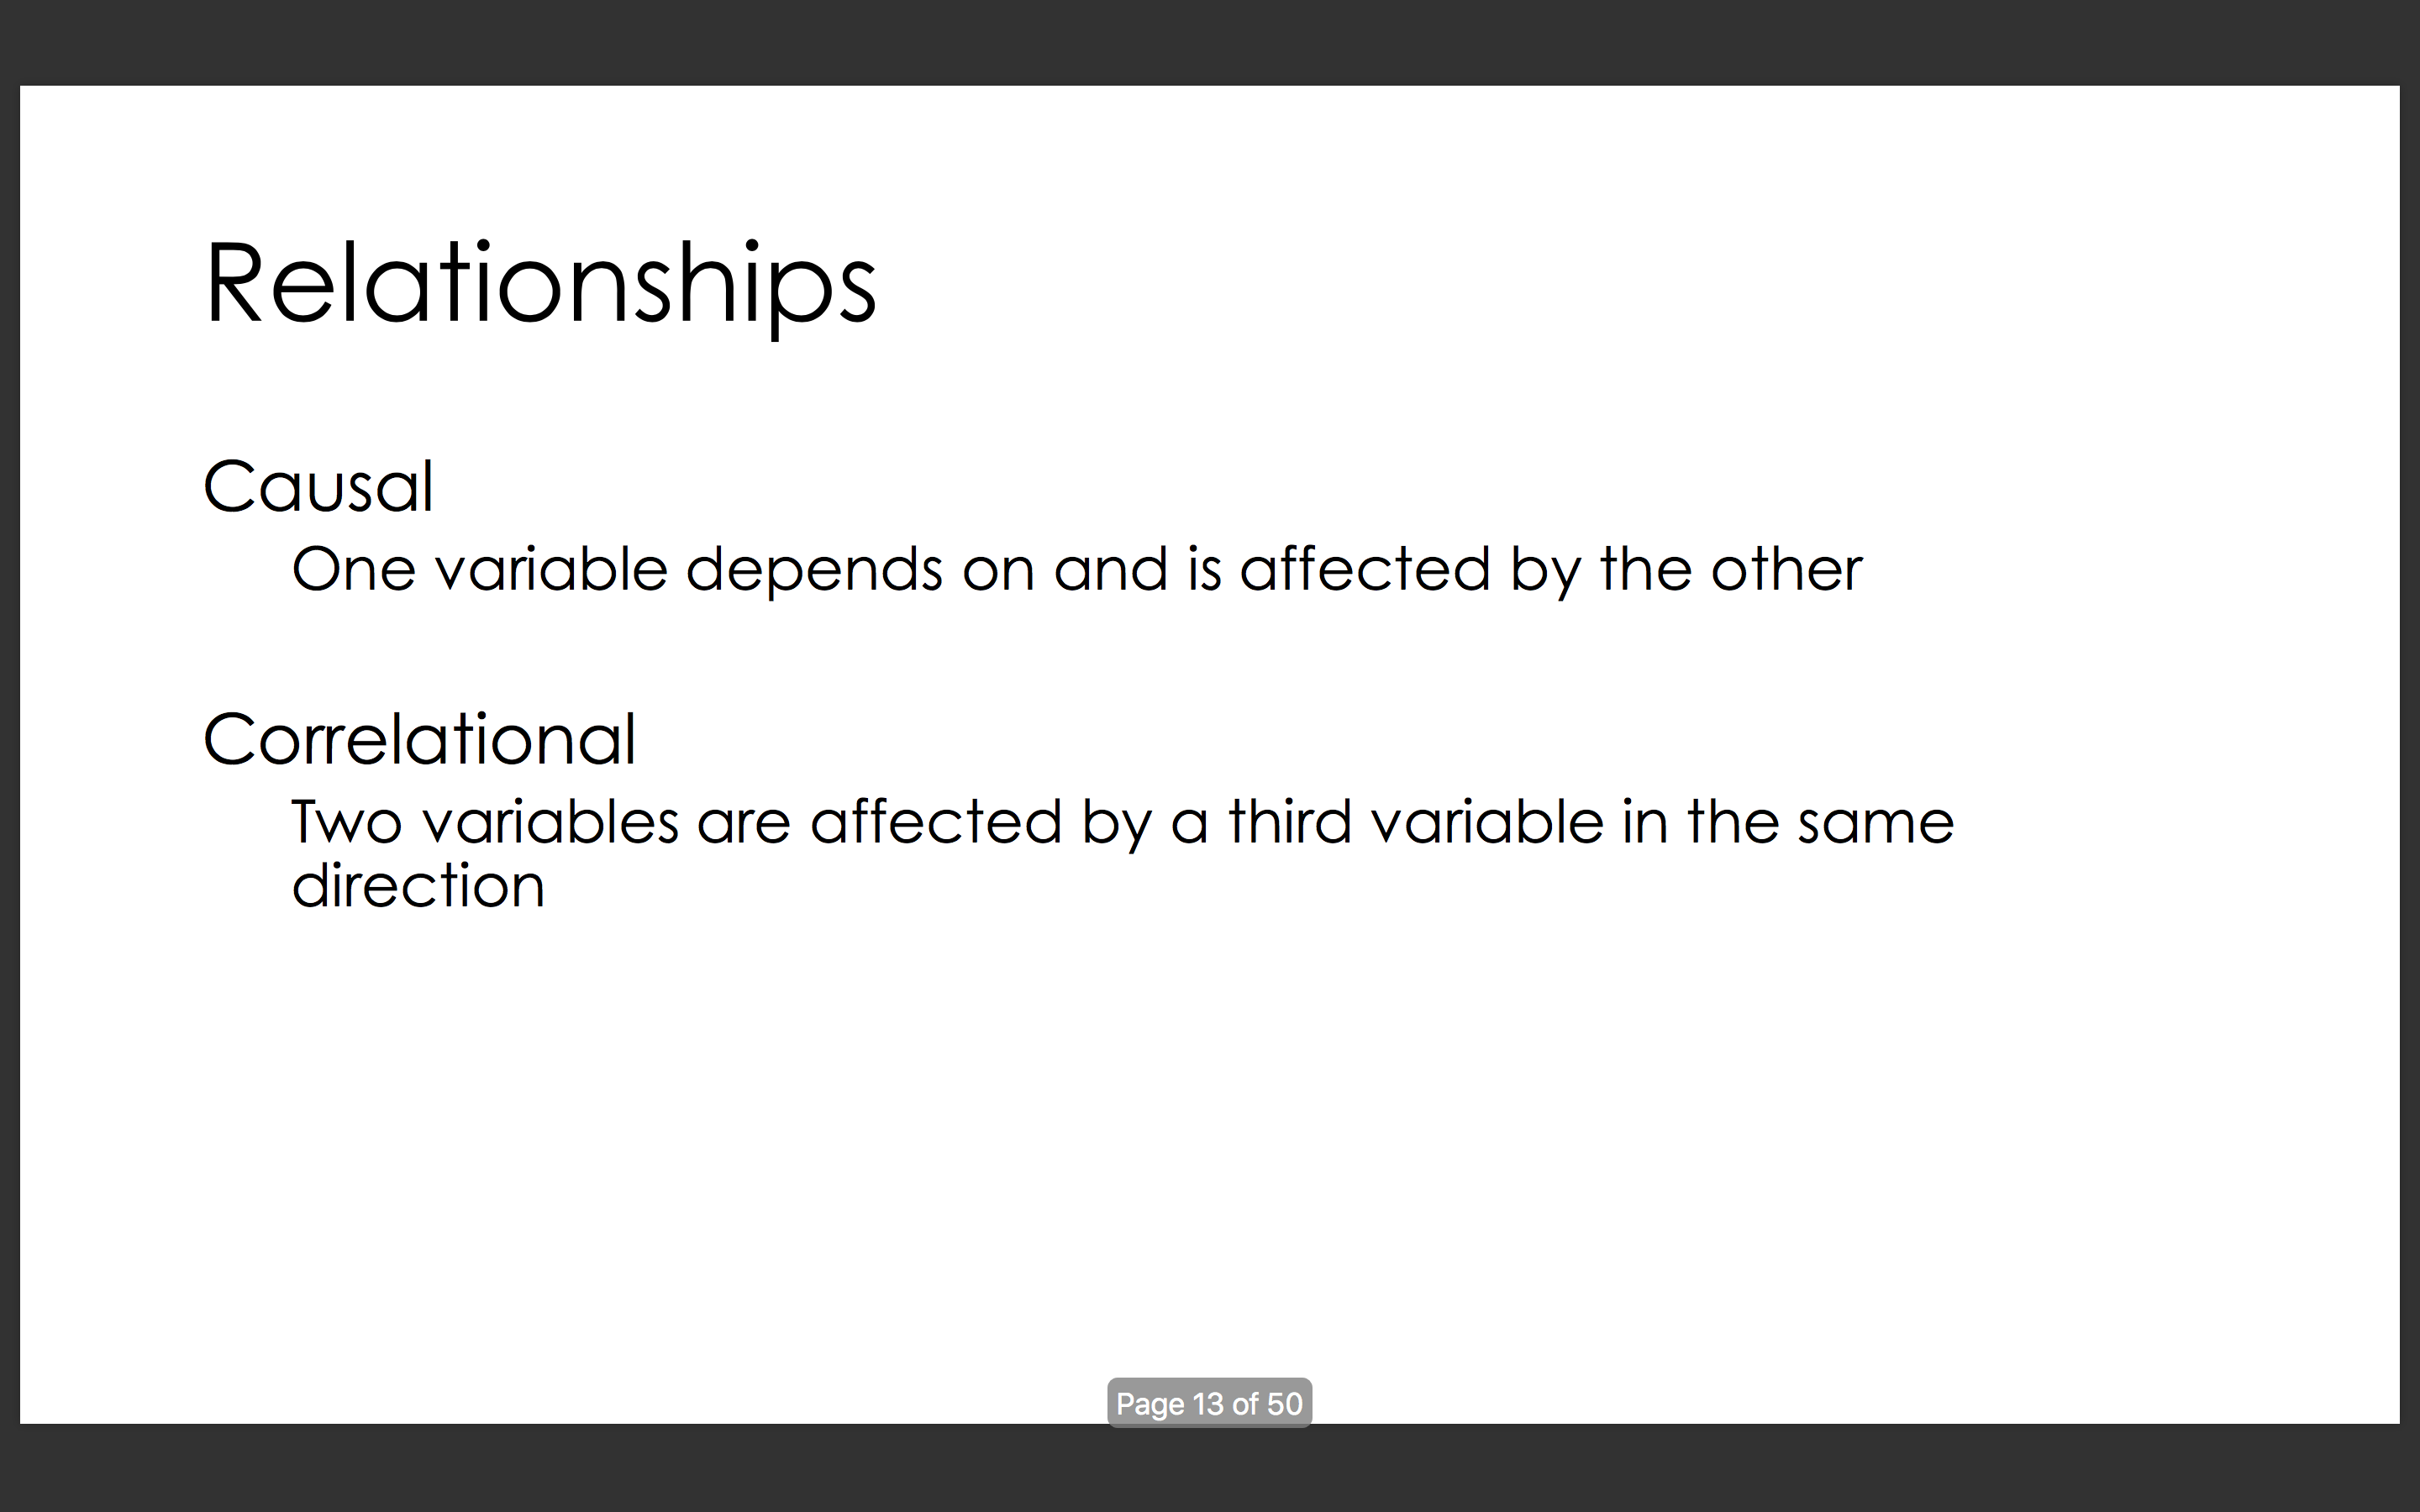 Relationships
Causal
One variable depends on and is affected by the other
Correlational
Two variables are affected by a third variable in the same
direction
Page 13 of 50